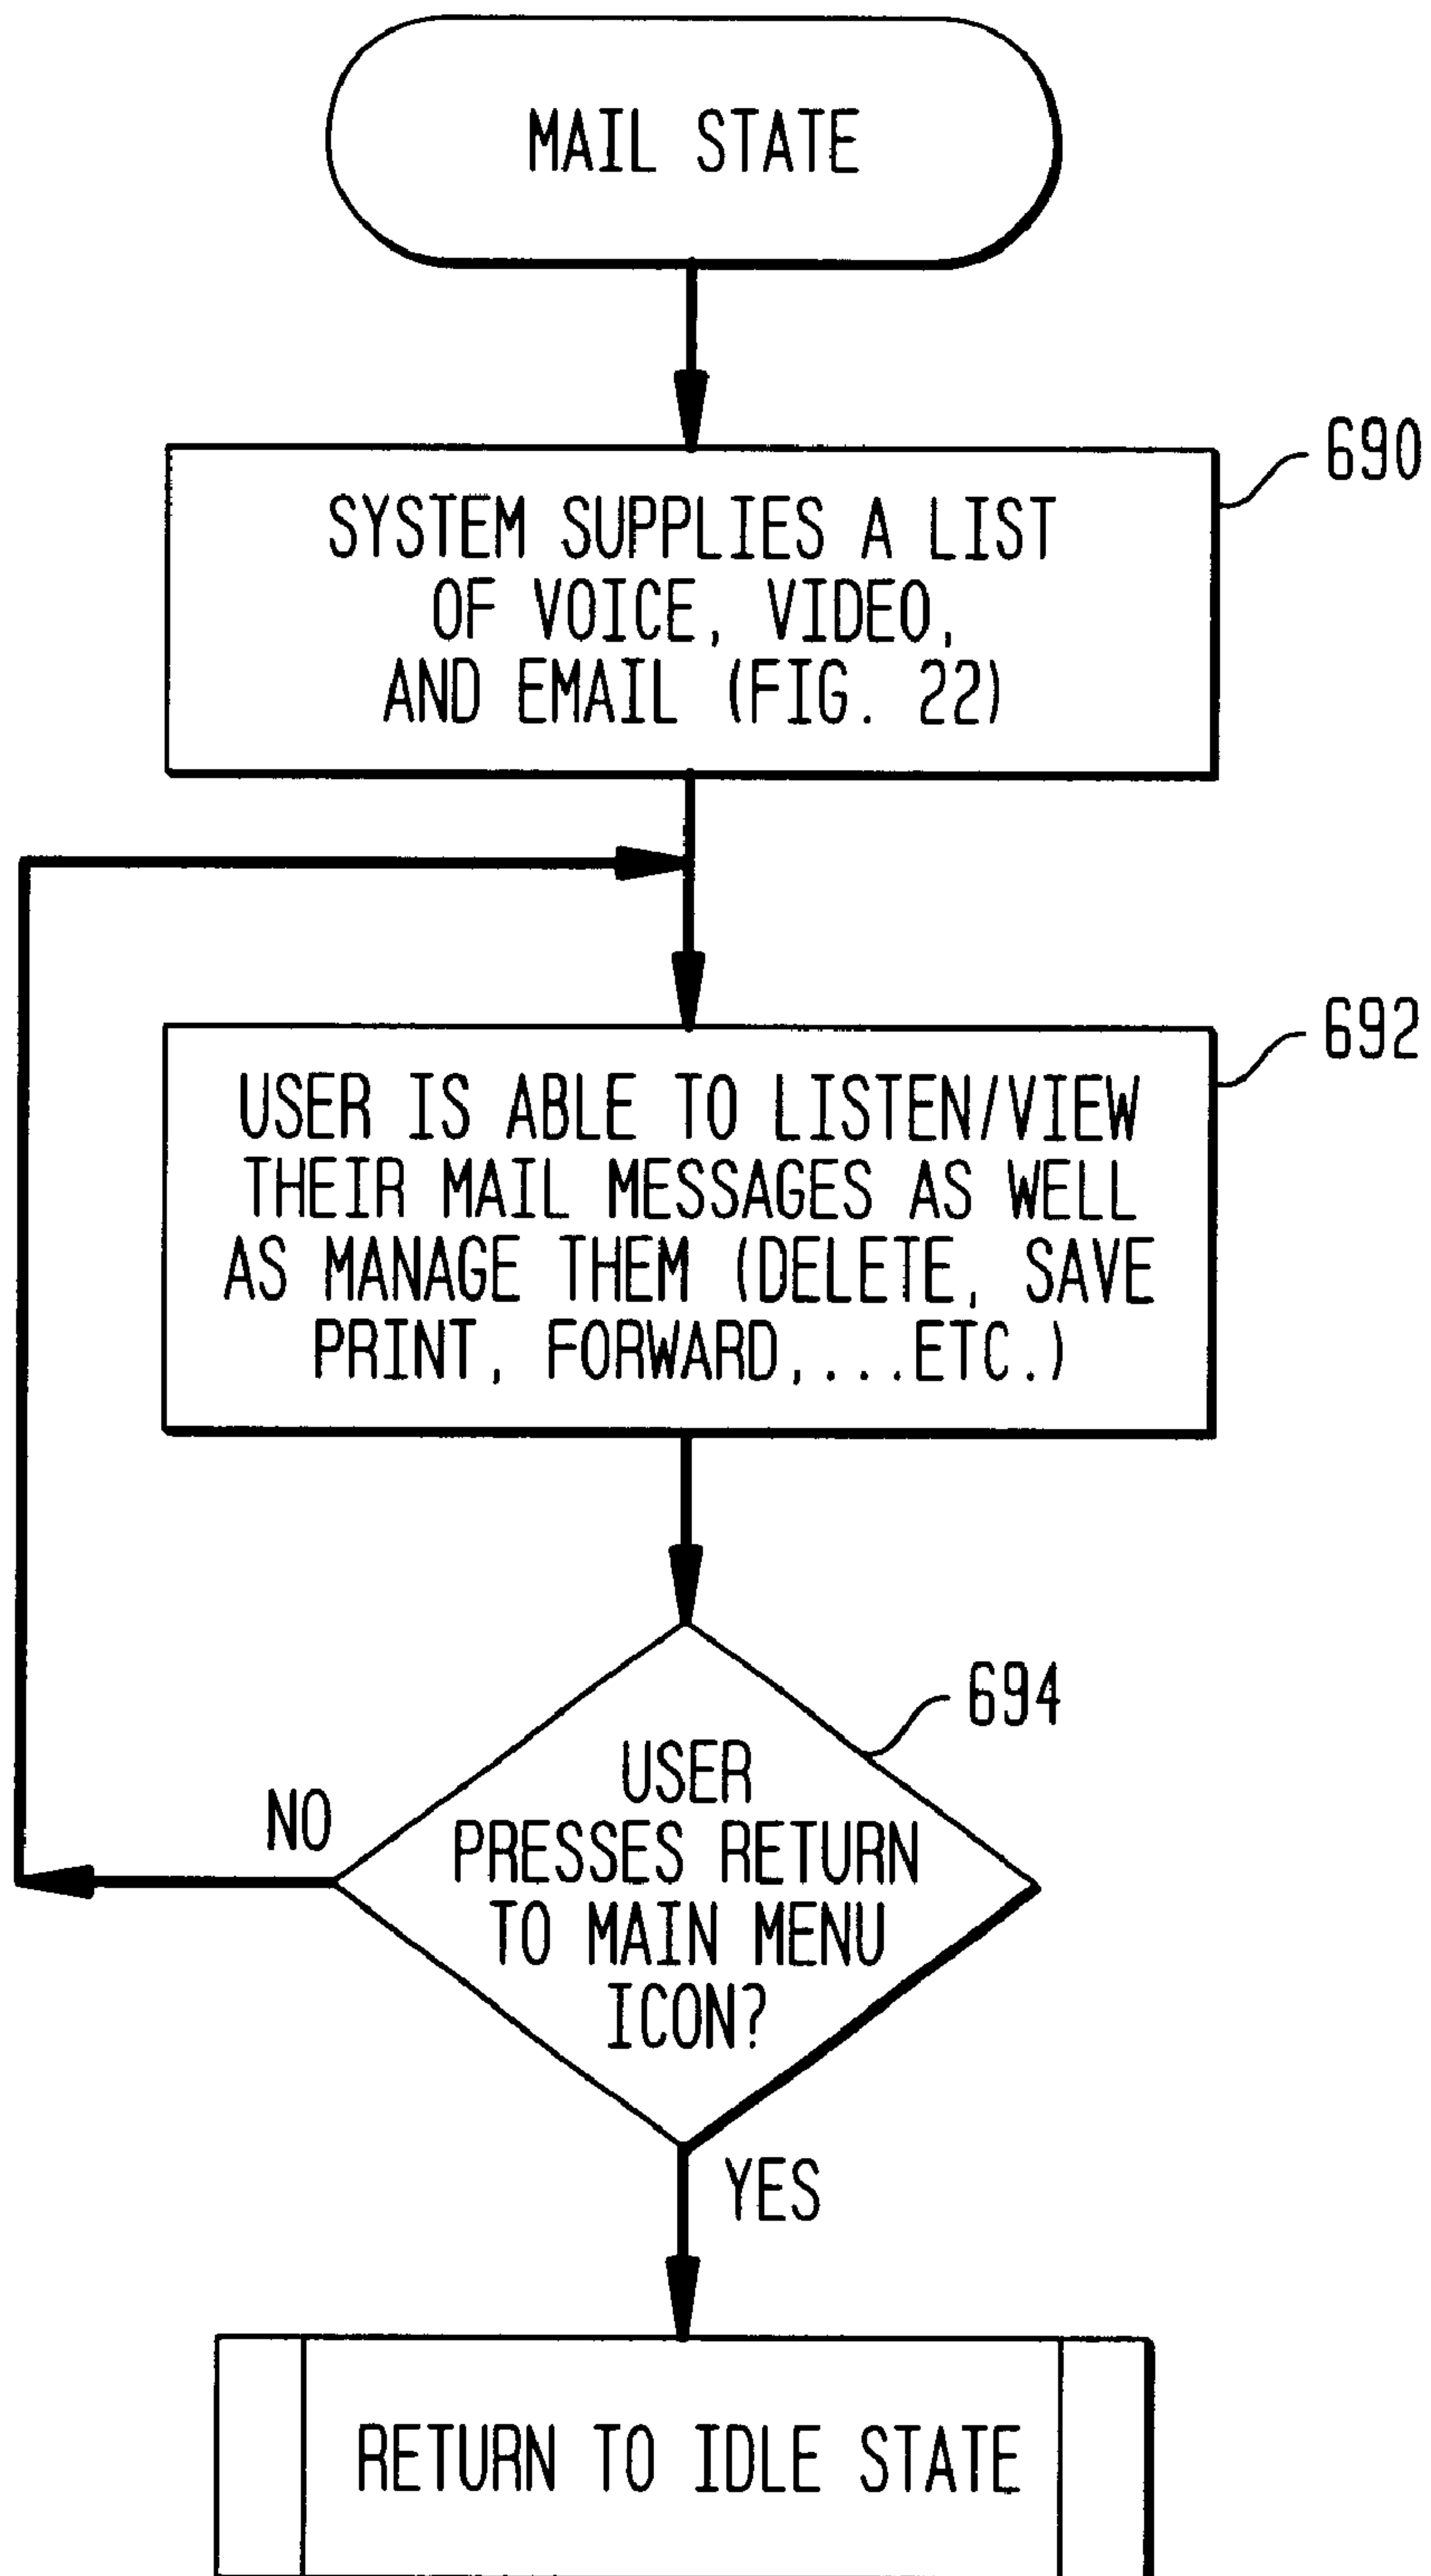 MAIL STATE
690
SYSTEM SUPPLIES A LIST
OF VOICE, VIDEO,
AND EMAIL (FIG. 22)
692
USER IS ABLE TO LISTEN/VIEW
THEIR MAIL MESSAGES AS WELL
AS MANAGE THEM (DELETE, SAVE
PRINT, FORWARD,...ETC.)
694
USER
PRESSES RETURN
TO MAIN MENU
ICON?
NO
YES
RETURN TO IDLE STATE